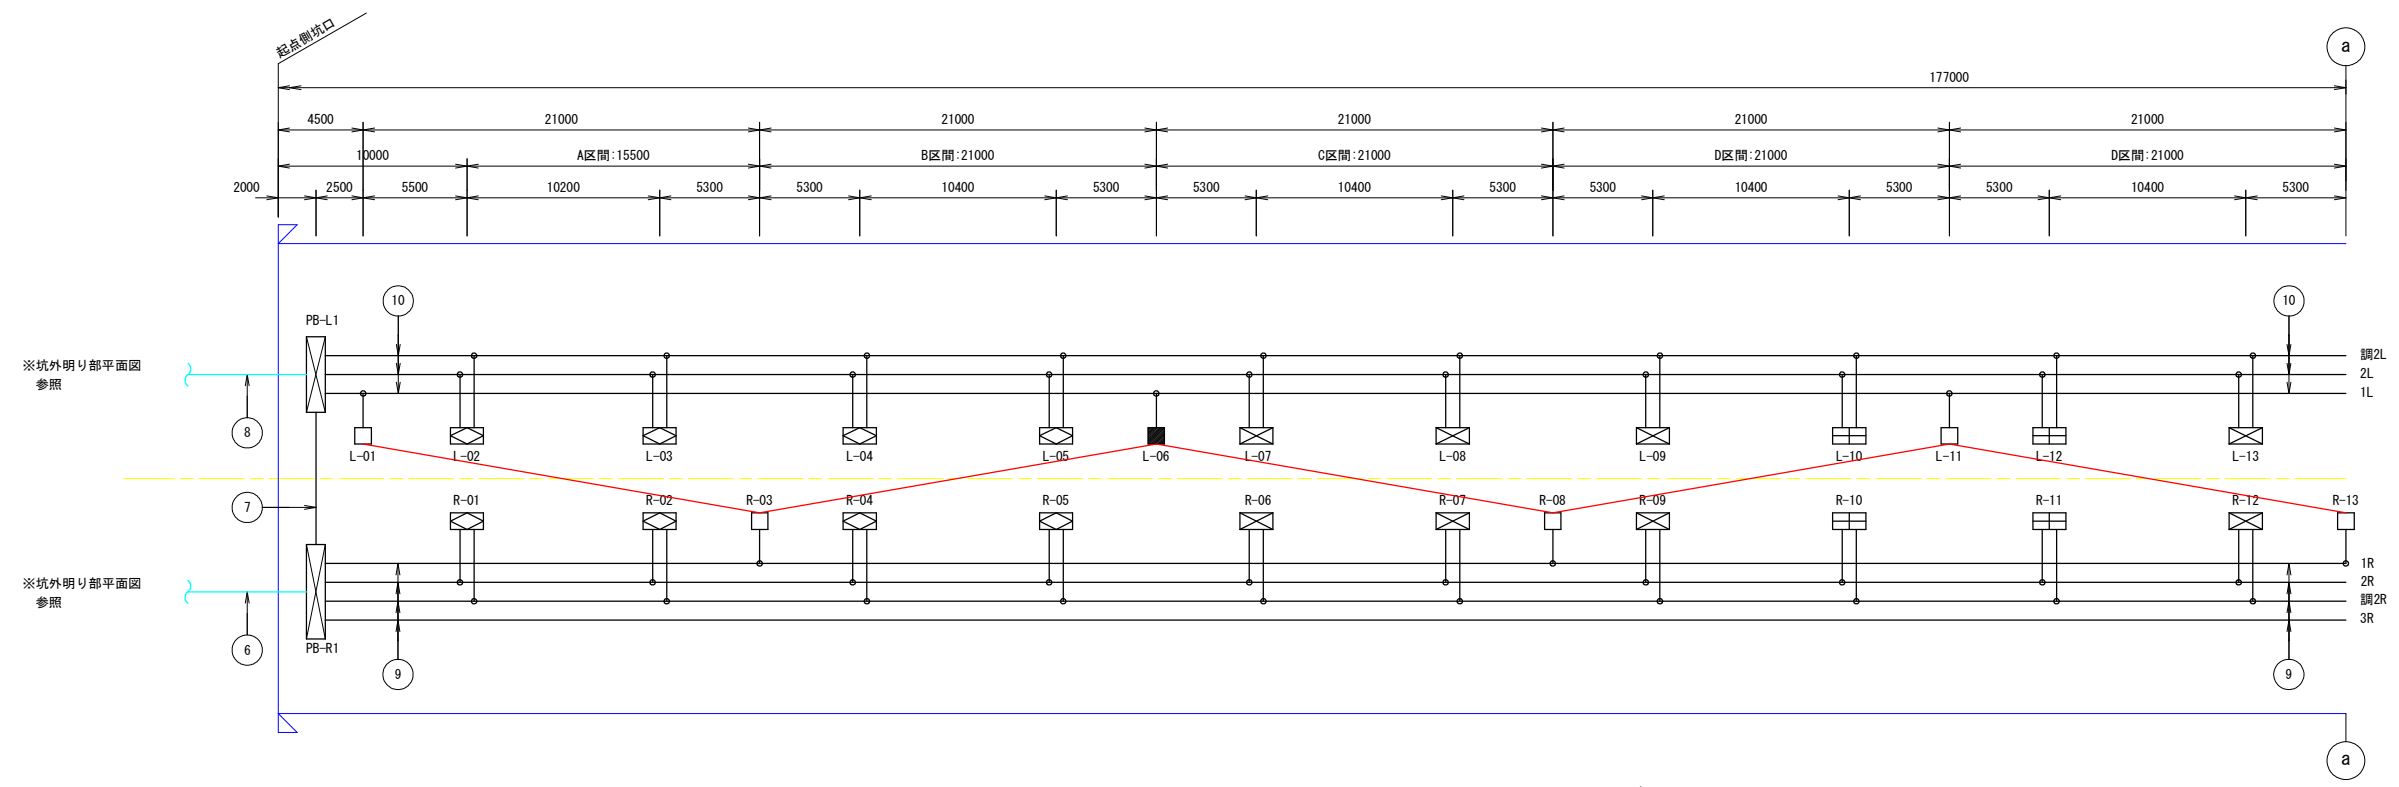 起点側坑口
a
177000
4500 21000 21000 21000 21000 21000
10000 A区間:15500 B区間:21000 C区間:21000 D区間:21000 D区間:21000
2000 2500 5500 10200 5300 5300 10400 5300 5300 10400 5300 5300 10400 5300 5300 10400 5300
10 10
PB-L1
※坑外明り部平面図
参照
調2L
2L
1L
8
L-01 L-02 L-03 L-04 L-05 L-06 L-07 L-08 L-09 L-10 L-11 L-12 L-13
R-01 R-02 R-03 R-04 R-05 R-06 R-07 R-08 R-09 R-10 R-11 R-12 R-13
7
※坑外明り部平面図
参照
1R
2R
調2R
3R
6
PB-R1
9 9
a